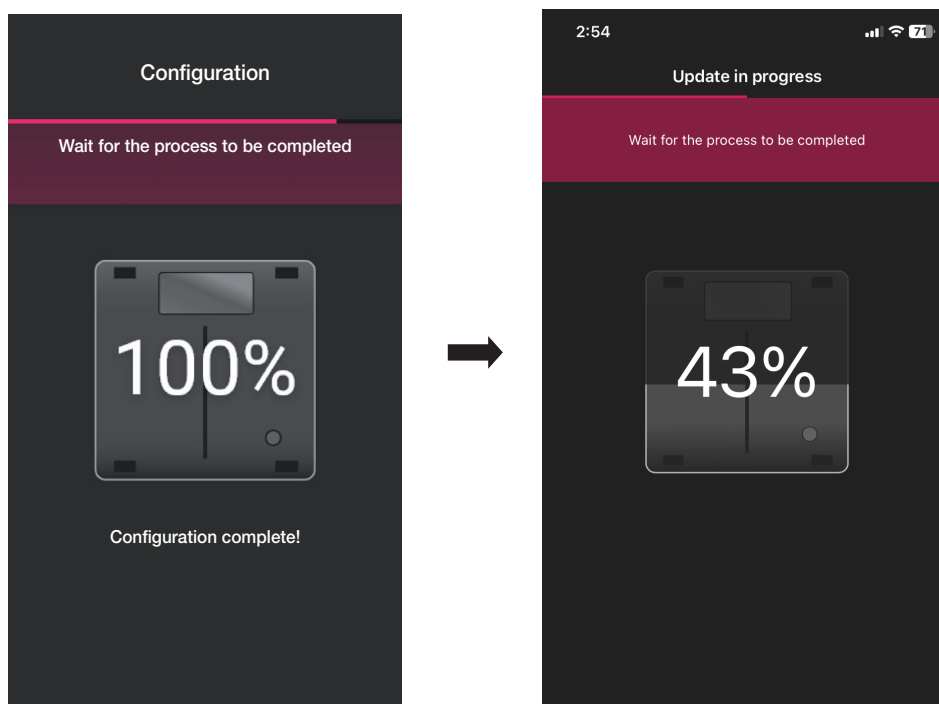 Configuration
Wait for the process to be completed
100%
Configuration complete!
2:54
71
Update in progress
Wait for the process to be completed
43%